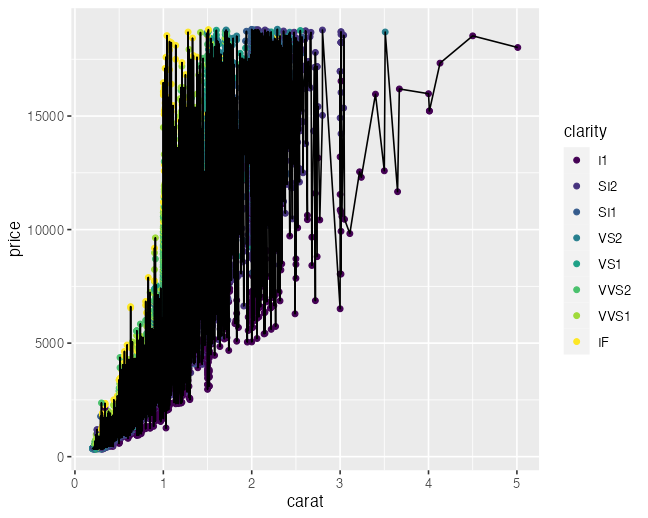 15000
10000
5000
0
price
0
1
2
3
4
5
carat
clarity
I1
SI2
SI1
VS2
VS1
VVS2
VVS1
IF